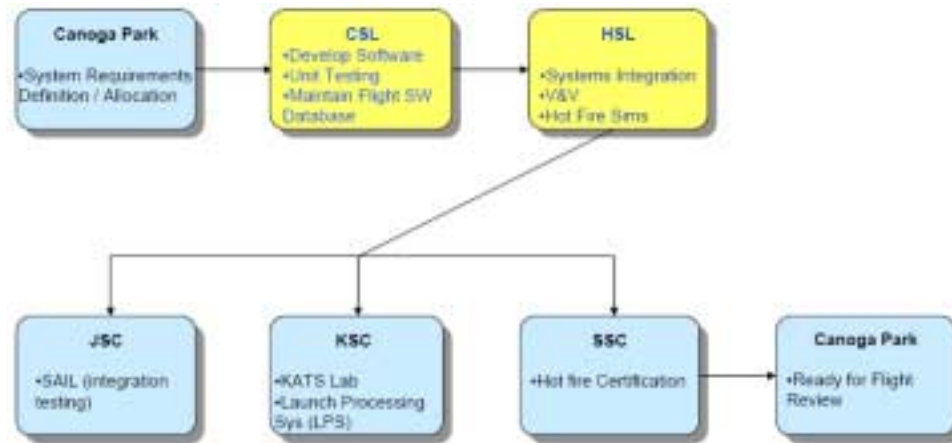 Canoga Park
•System Requirements
Definition / Allocation
CSL
•Develop Software
•Unit Testing
•Maintain Flight SW
Database
HSL
•Systems Integration
•V&V
•Hot Fire Sims
JSC
•SAIL (integration
testing)
KSC
•KATS Lab
•Launch Processing
Sys (LPS)
SSC
•Hot fire Certification
Canoga Park
•Ready for Flight
Review